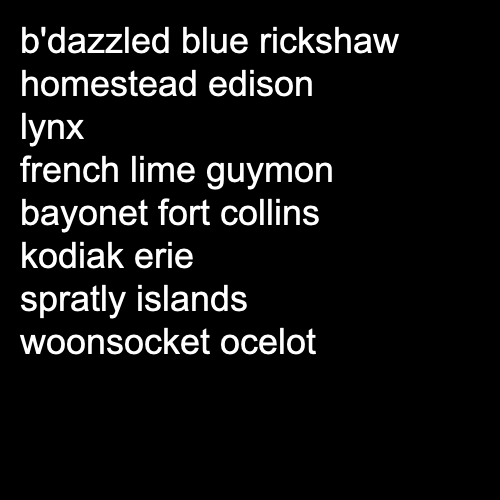 b'dazzled blue rickshaw
homestead edison
lynx
french lime guymon
bayonet fort collins
kodiak erie
spratly islands
woonsocket ocelot